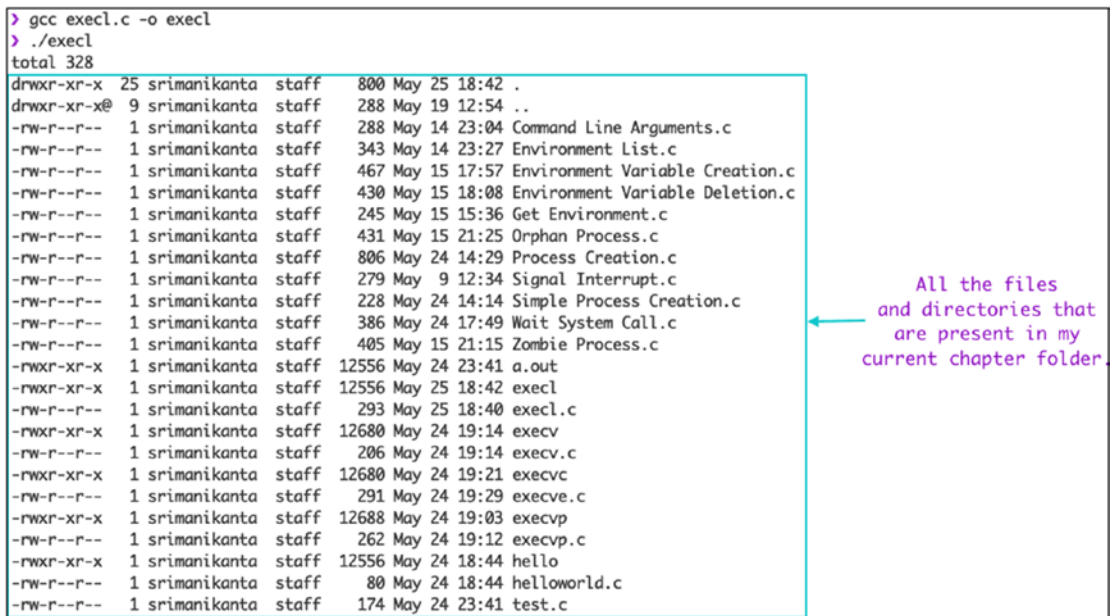 ❯ gcc execl.c -o execl
❯ ./execl
total 328
drwxr-xr-x  25 srimanikanta  staff    800 May 25 18:42 .
drwxr-xr-x@  9 srimanikanta  staff    288 May 19 12:54 ..
-rw-r--r--   1 srimanikanta  staff    288 May 14 23:04 Command Line Arguments.c
-rw-r--r--   1 srimanikanta  staff    343 May 14 23:27 Environment List.c
-rw-r--r--   1 srimanikanta  staff    467 May 15 17:57 Environment Variable Creation.c
-rw-r--r--   1 srimanikanta  staff    430 May 15 18:08 Environment Variable Deletion.c
-rw-r--r--   1 srimanikanta  staff    245 May 15 15:36 Get Environment.c
-rw-r--r--   1 srimanikanta  staff    431 May 15 21:25 Orphan Process.c
-rw-r--r--   1 srimanikanta  staff    806 May 24 14:29 Process Creation.c
-rw-r--r--   1 srimanikanta  staff    279 May  9 12:34 Signal Interrupt.c
-rw-r--r--   1 srimanikanta  staff    228 May 24 14:14 Simple Process Creation.c
-rw-r--r--   1 srimanikanta  staff    386 May 24 17:49 Wait System Call.c
-rw-r--r--   1 srimanikanta  staff    405 May 15 21:15 Zombie Process.c
-rwxr-xr-x   1 srimanikanta  staff  12556 May 24 23:41 a.out
-rwxr-xr-x   1 srimanikanta  staff  12556 May 25 18:42 execl
-rw-r--r--   1 srimanikanta  staff    293 May 25 18:40 execl.c
-rwxr-xr-x   1 srimanikanta  staff  12680 May 24 19:14 execv
-rw-r--r--   1 srimanikanta  staff    206 May 24 19:14 execv.c
-rwxr-xr-x   1 srimanikanta  staff  12680 May 24 19:21 execvc
-rw-r--r--   1 srimanikanta  staff    291 May 24 19:29 execve.c
-rwxr-xr-x   1 srimanikanta  staff  12688 May 24 19:03 execvp
-rw-r--r--   1 srimanikanta  staff    262 May 24 19:12 execvp.c
-rwxr-xr-x   1 srimanikanta  staff  12556 May 24 18:44 hello
-rw-r--r--   1 srimanikanta  staff     80 May 24 18:44 helloworld.c
-rw-r--r--   1 srimanikanta  staff    174 May 24 23:41 test.c
All the files
and directories that
are present in my
current chapter folder.